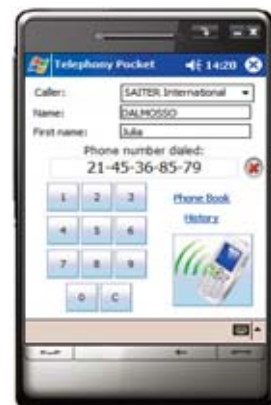 Telephony Pocket 14:20
Caller: SAITER International
Name: DALMOSSO
First name: Julia
Phone number dialed:
21-45-36-85-79
1 2 3
Phone Book
History
4 5 6
7 8 9
0 C